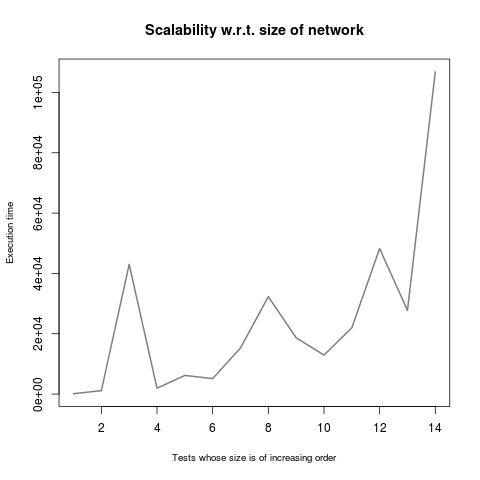 Scalability w.r.t. size of network
Execution time
1e+05
8e+04
6e+04
4e+04
2e+04
0e+00
2 4 6 8 10 12 14
Tests whose size is of increasing order